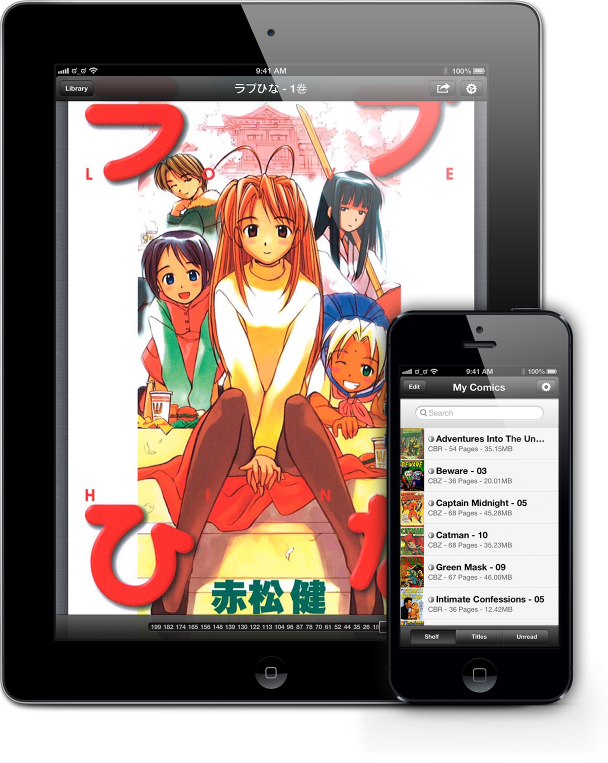 9:41 AM
100%
Library
ラブひな - 1巻
ラブ
L O V E
H I N
ひな
赤松健
199 182 174 165 156 148 139 130 122 113 104 96 87 78 70 61 52 44 35 26 18
9:41 AM
100%
Edit
My Comics
Search
Adventures Into The Un...
CBR - 54 Pages - 35.15MB
Beware - 03
CBZ - 36 Pages - 20.01MB
Captain Midnight - 05
CBZ - 68 Pages - 45.28MB
Catman - 10
CBZ - 68 Pages - 35.23MB
Green Mask - 09
CBZ - 67 Pages - 46.00MB
Intimate Confessions - 05
CBR - 36 Pages - 12.42MB
Shelf
Titles
Unread